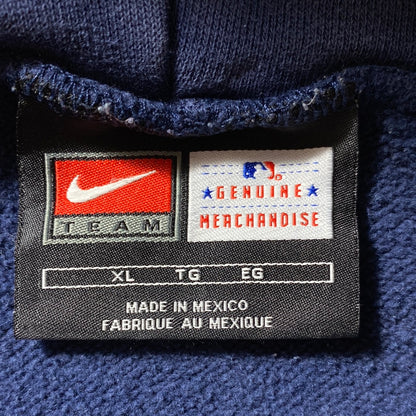 TEAM
GENUINE
MERCHANDISE
XL TG EG
MADE IN MEXICO
FABRIQUE AU MEXIQUE